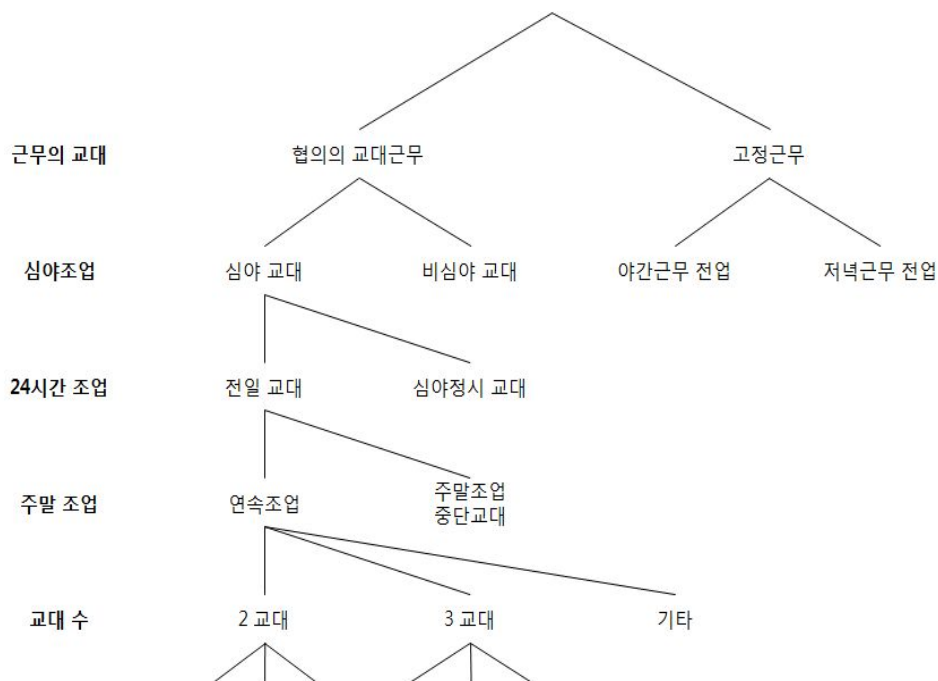 근무의 교대 협의의 교대근무 고정근무
심야조업 심야 교대 비심야 교대 야간근무 전업 저녁근무 전업
24시간 조업 전일 교대 심야정시 교대
주말 조업 연속조업 주말조업
중단교대
교대 수 2 교대 3 교대 기타